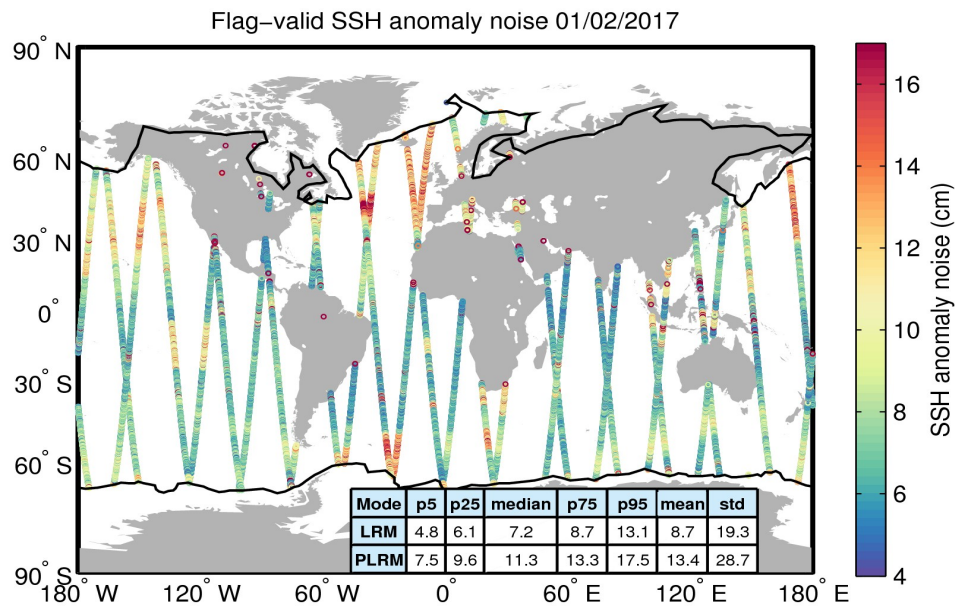 Flag−valid SSH anomaly noise 01/02/2017
90° N
60° N
30° N
0°
30° S
60° S
90° S
180° W
120° W
60° W
0°
60° E
120° E
180° E
16
14
12
10
8
6
4
SSH anomaly noise (cm)
Mode p5 p25 median p75 p95 mean std
LRM 4.8 6.1 7.2 8.7 13.1 8.7 19.3
PLRM 7.5 9.6 11.3 13.3 17.5 13.4 28.7